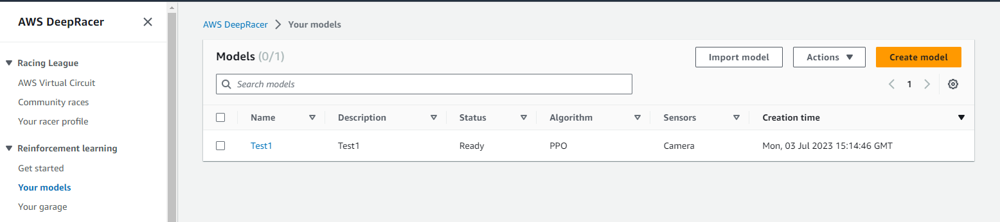 AWS DeepRacer
Racing League
AWS Virtual Circuit
Community races
Your racer profile
Reinforcement learning
Get started
Your models
Your garage
AWS DeepRacer > Your models
Models (0/1)
Import model Actions Create model
Search models
1
Name Description Status Algorithm Sensors Creation time
Test1 Test1 Ready PPO Camera Mon, 03 Jul 2023 15:14:46 GMT